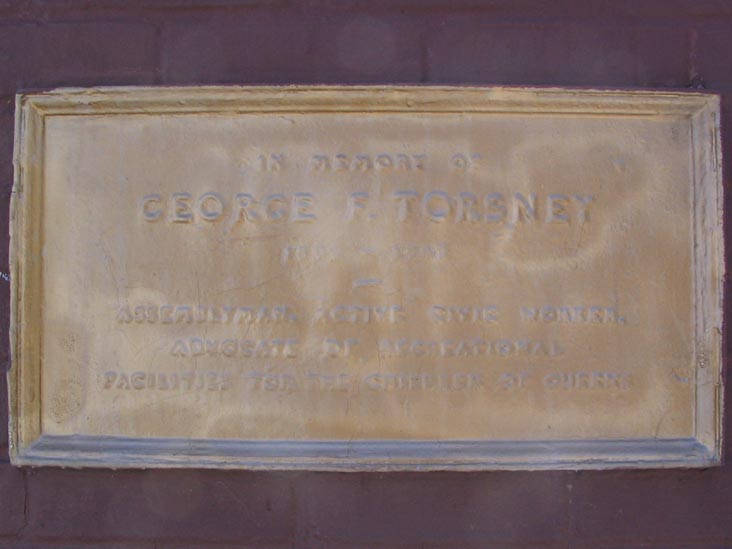 IN MEMORY OF
GEORGE F. TORSNEY
ASSEMBLYMAN, ACTIVE CIVIC WORKER,
ADVOCATE OF RECREATIONAL
FACILITIES FOR THE CHILDREN OF QUEENS